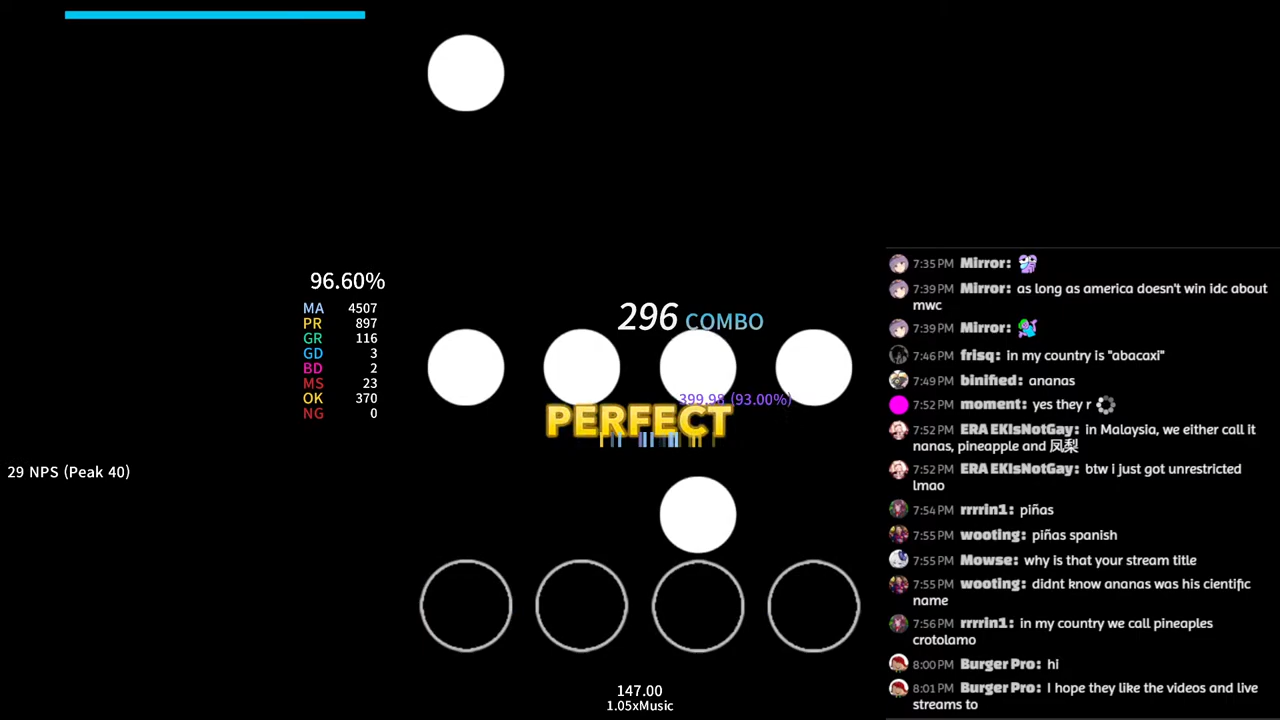 96.60%
MA 4507
PR 897
GR 116
GD 3
BD 2
MS 23
OK 370
NG 0
29 NPS (Peak 40)
296 COMBO
399.98 (93.00%)
PERFECT
147.00
1.05xMusic
7:35 PM Mirror:
7:39 PM Mirror: as long as america doesn't win idc about
mwc
7:39 PM Mirror:
7:46 PM frisq: in my country is "abacaxi"
7:49 PM binified: ananas
7:52 PM moment: yes they r
7:52 PM ERA EKIsNotGay: in Malaysia, we either call it
nanas, pineapple and 凤梨
7:52 PM ERA EKIsNotGay: btw i just got unrestricted
lmao
7:54 PM rrrrin1: piñas
7:55 PM wooting: piñas spanish
7:55 PM Mowse: why is that your stream title
7:55 PM wooting: didnt know ananas was his cientific
name
7:56 PM rrrrin1: in my country we call pineaples
crotolamo
8:00 PM Burger Pro: hi
8:01 PM Burger Pro: I hope they like the videos and live
streams to